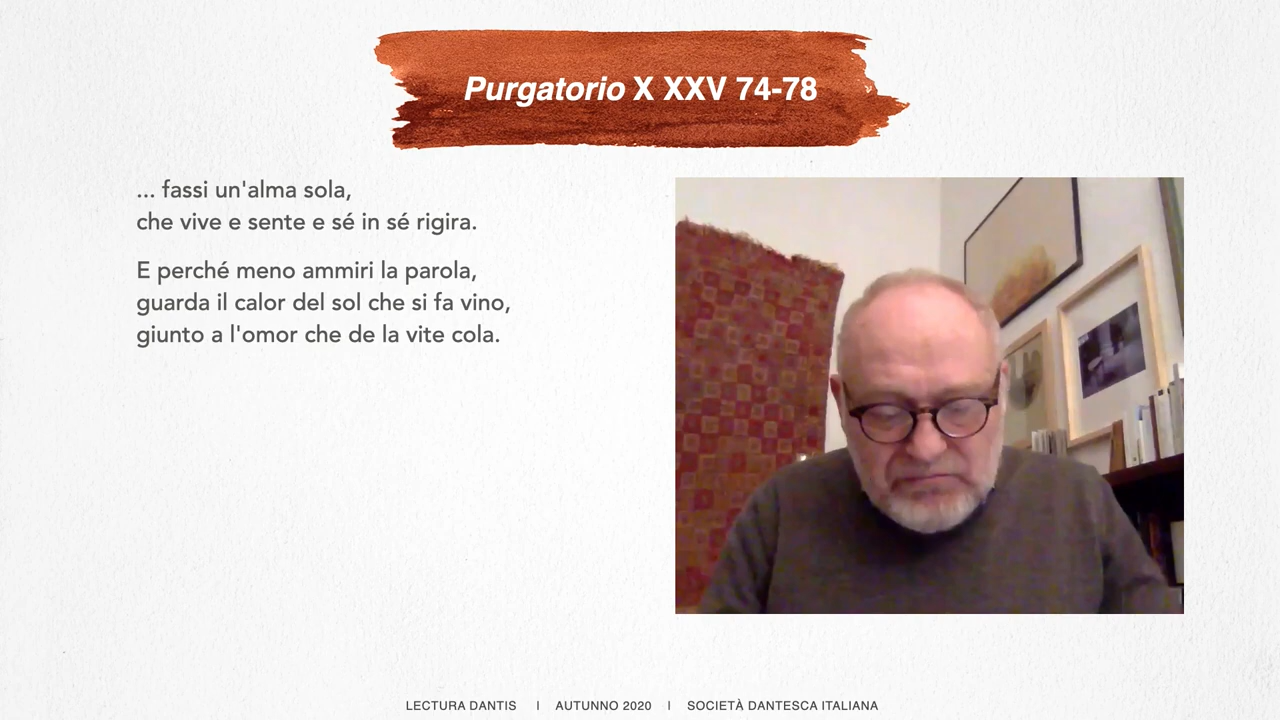 Purgatorio X XXV 74-78
... fassi un'alma sola,
che vive e sente e sé in sé rigira.
E perché meno ammiri la parola,
guarda il calor del sol che si fa vino,
giunto a l'omor che de la vite cola.
LECTURA DANTIS I AUTUNNO 2020 I SOCIETÀ DANTESCA ITALIANA